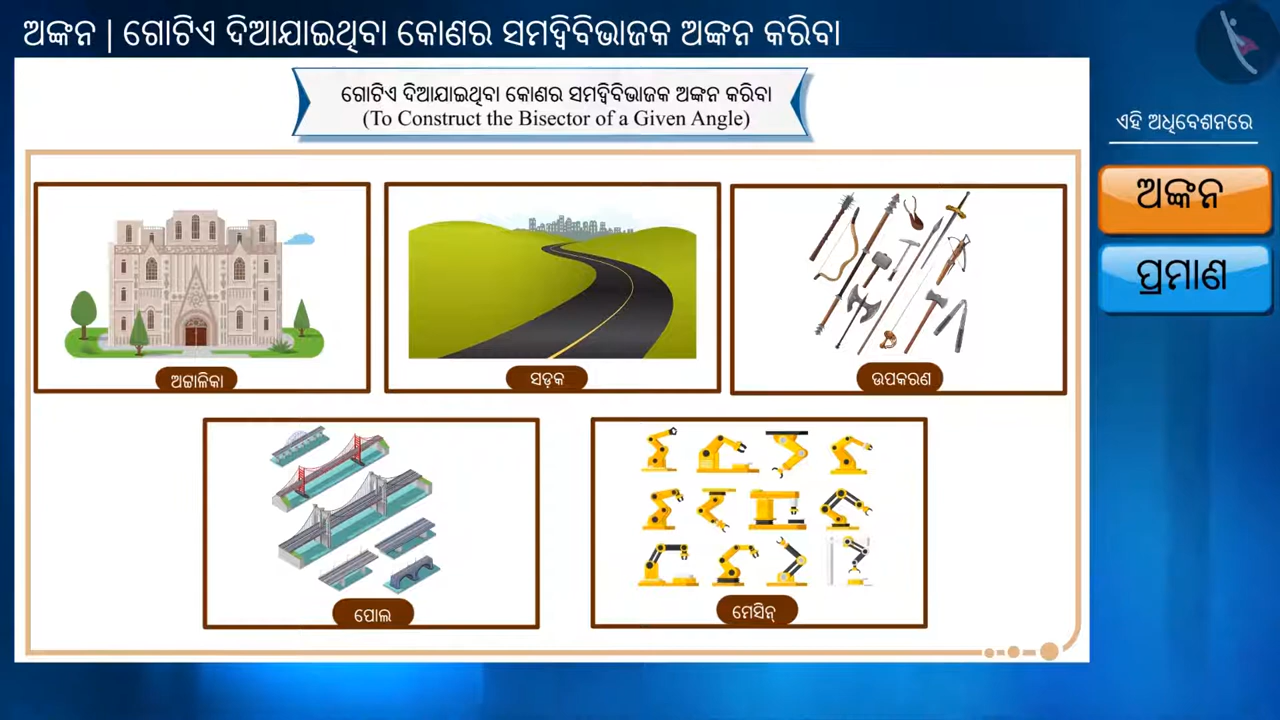 ଅଙ୍କନ | ଗୋଟିଏ ଦିଆଯାଇଥିବା କୋଣର ସମଦ୍ୱିବିଭାଜକ ଅଙ୍କନ କରିବା
ଗୋଟିଏ ଦିଆଯାଇଥିବା କୋଣର ସମଦ୍ୱିବିଭାଜକ ଅଙ୍କନ କରିବା
(To Construct the Bisector of a Given Angle)
ଏହି ଅଧିବେଶନରେ
ଅଙ୍କନ
ପ୍ରମାଣ
ଅଟ୍ଟାଳିକା
ସଡ଼କ
ଉପକରଣ
ପୋଲ
ମେସିନ୍